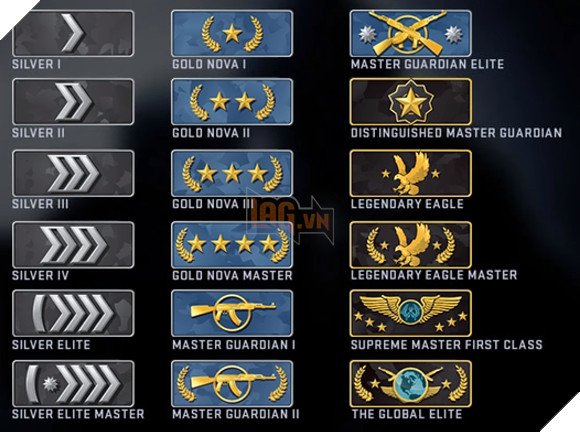 SILVER I
SILVER II
SILVER III
SILVER IV
SILVER ELITE
SILVER ELITE MASTER
GOLD NOVA I
GOLD NOVA II
GOLD NOVA III
GOLD NOVA MASTER
MASTER GUARDIAN I
MASTER GUARDIAN II
MASTER GUARDIAN ELITE
DISTINGUISHED MASTER GUARDIAN
LEGENDARY EAGLE
LEGENDARY EAGLE MASTER
SUPREME MASTER FIRST CLASS
THE GLOBAL ELITE
IAG.vn